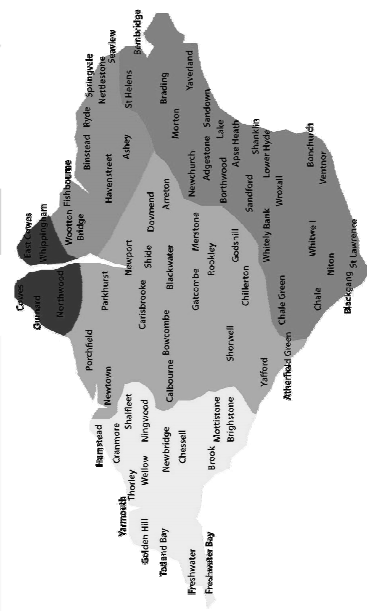 Cowes
Gurnard
Northwood
East Cowes
Whippingham
Wootton
Bridge
Fishbourne
Binstead
Ryde
Springvale
Nettlestone
Seaview
Bembridge
St Helens
Havenstreet
Ashey
Brading
Yaverland
Morton
Sandown
Lake
Newchurch
Adgestone
Apse Heath
Borthwood
Shanklin
Sandford
Lower Hyde
Wroxall
Bonchurch
Ventnor
Whitely Bank
Whitwell
St Lawrence
Niton
Blackgang
Chale
Chale Green
Atherfield Green
Porchfield
Parkhurst
Newport
Newtown
Carisbrooke
Shide
Downend
Arreton
Blackwater
Bowcombe
Calbourne
Merstone
Gatcombe
Rookley
Godshill
Chillerton
Shorwell
Yafford
Hamstead
Cranmore
Shalfleet
Ningwood
Yarmouth
Thorley
Wellow
Newbridge
Chessell
Golden Hill
Totland Bay
Mottistone
Brook
Brighstone
Freshwater
Freshwater Bay